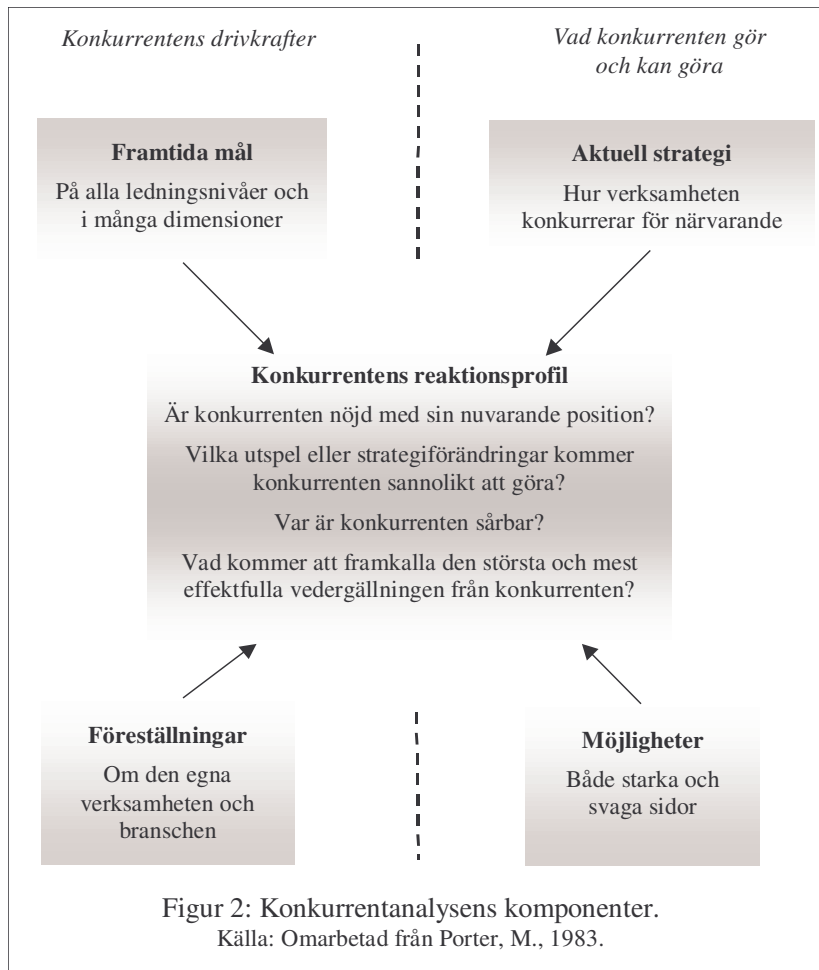 Konkurrentens drivkrafter
Vad konkurrenten gör
och kan göra
Framtida mål
På alla ledningsnivåer och
i många dimensioner
Aktuell strategi
Hur verksamheten
konkurrerar för närvarande
Konkurrentens reaktionsprofil
Är konkurrenten nöjd med sin nuvarande position?
Vilka utspel eller strategiförändringar kommer
konkurrenten sannolikt att göra?
Var är konkurrenten sårbar?
Vad kommer att framkalla den största och mest
effektfulla vedergällningen från konkurrenten?
Föreställningar
Om den egna
verksamheten och
branschen
Möjligheter
Både starka och
svaga sidor
Figur 2: Konkurrentanalysens komponenter.
Källa: Omarbetad från Porter, M., 1983.